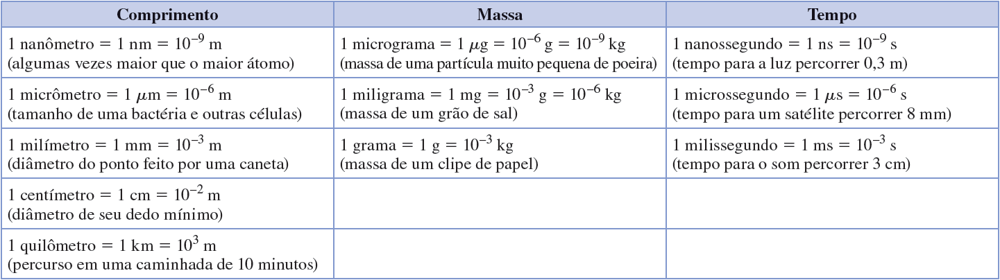 Comprimento Massa Tempo
1 nanômetro = 1 nm = 10⁻⁹ m
(algumas vezes maior que o maior átomo)
1 micrograma = 1 μg = 10⁻⁶ g = 10⁻⁹ kg
(massa de uma partícula muito pequena de poeira)
1 nanossegundo = 1 ns = 10⁻⁹ s
(tempo para a luz percorrer 0,3 m)
1 micrômetro = 1 μm = 10⁻⁶ m
(tamanho de uma bactéria e outras células)
1 miligrama = 1 mg = 10⁻³ g = 10⁻⁶ kg
(massa de um grão de sal)
1 microssegundo = 1 μs = 10⁻⁶ s
(tempo para um satélite percorrer 8 mm)
1 milímetro = 1 mm = 10⁻³ m
(diâmetro do ponto feito por uma caneta)
1 grama = 1 g = 10⁻³ kg
(massa de um clipe de papel)
1 milissegundo = 1 ms = 10⁻³ s
(tempo para o som percorrer 3 cm)
1 centímetro = 1 cm = 10⁻² m
(diâmetro de seu dedo mínimo)
1 quilômetro = 1 km = 10³ m
(percurso em uma caminhada de 10 minutos)